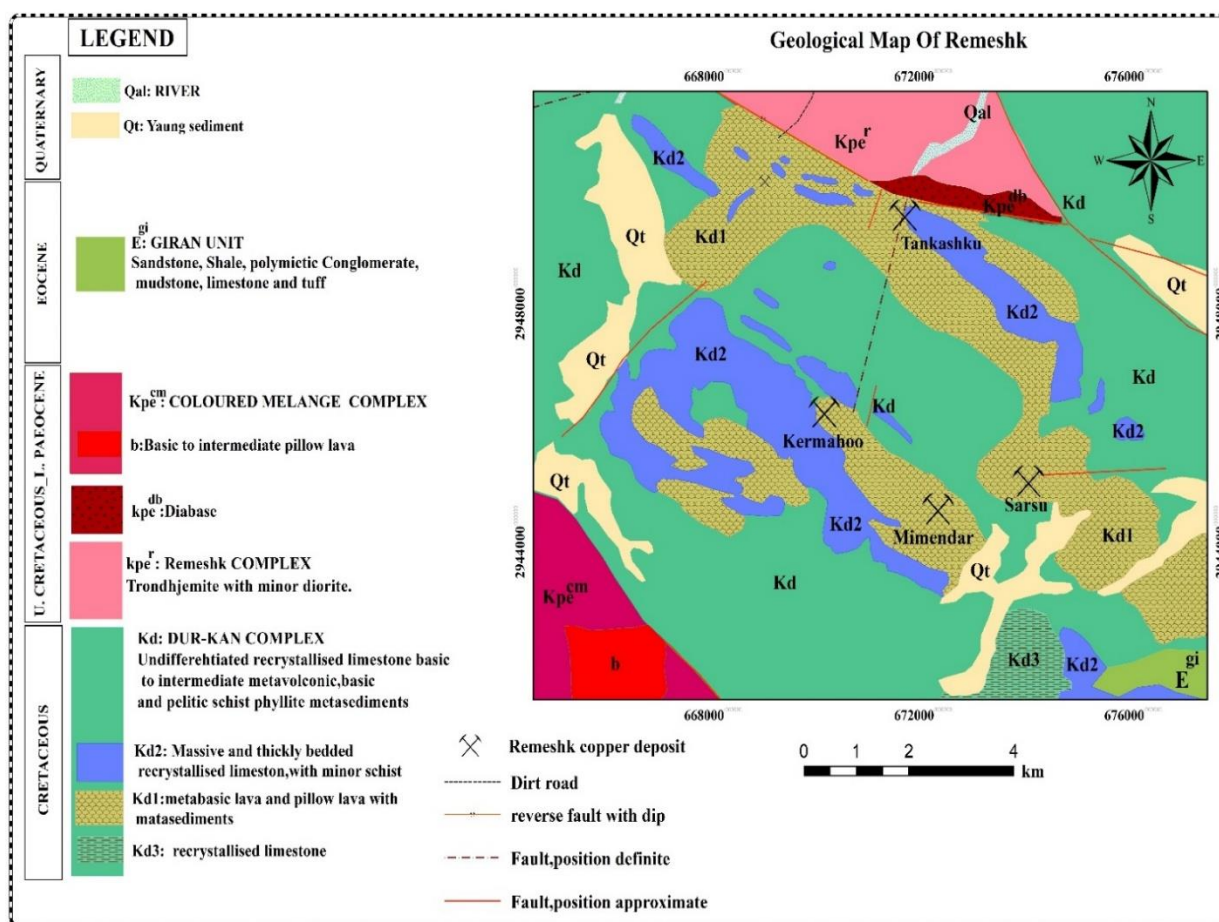 LEGEND
QUATERNARY
Qal: RIVER
Qt: Yaung sediment
EOCENE
gi
E: GIRAN UNIT
Sandstone, Shale, polymictic Conglomerate,
mudstone, limestone and tuff
U. CRETACEOUS_L. PAEOCENE
Kpe cm: COLOURED MELANGE COMPLEX
b:Basic to intermediate pillow lava
kpe db:Diabase
kpe r: Remeshk COMPLEX
Trondhjemite with minor diorite.
CRETACEOUS
Kd: DUR-KAN COMPLEX
Undifferehtiated recrystallised limestone basic
to intermediate metavolconic,basic
and pelitic schist phyllite metasediments
Kd2: Massive and thickly bedded
recrystallised limeston,with minor schist
Kd1:metabasic lava and pillow lava with
matasediments
Kd3: recrystallised limestone
Geological Map Of Remeshk
668000
672000
676000
Qal
Kpe r
Kd2
N
W E
S
Kpe db
Kd
Tankashku
Qt
Kd1
Kd
Qt
2948000
2948000
Kd2
Qt
Kd2
Kd
Kd
Kd2
Kermahoo
Qt
Sarsu
Kd2
Mimendar
Kd1
2944000
2944000
Qt
Kd
Kpe cm
b
Kd3
Kd2
gi
E
668000
672000
676000
Remeshk copper deposit
Dirt road
reverse fault with dip
Fault,position definite
Fault,position approximate
0 1 2 4
km